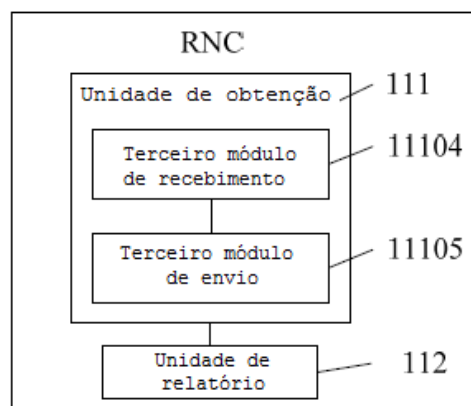 RNC
Unidade de obtenção
111
Terceiro módulo
de recebimento
11104
Terceiro módulo
de envio
11105
Unidade de
relatório
112